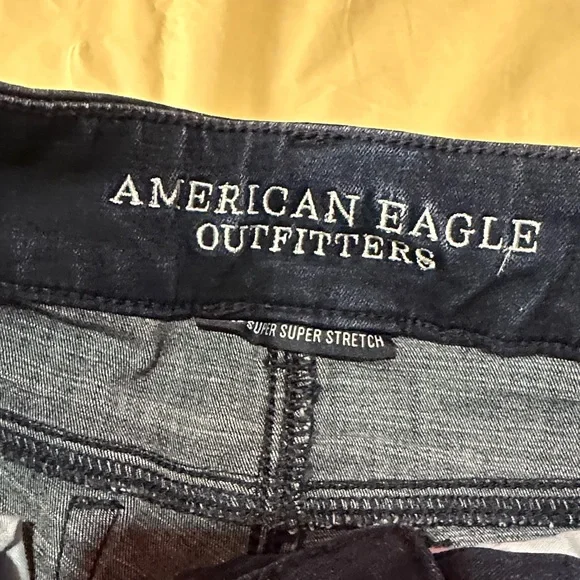 AMERICAN EAGLE
OUTFITTERS
SUPER SUPER STRETCH